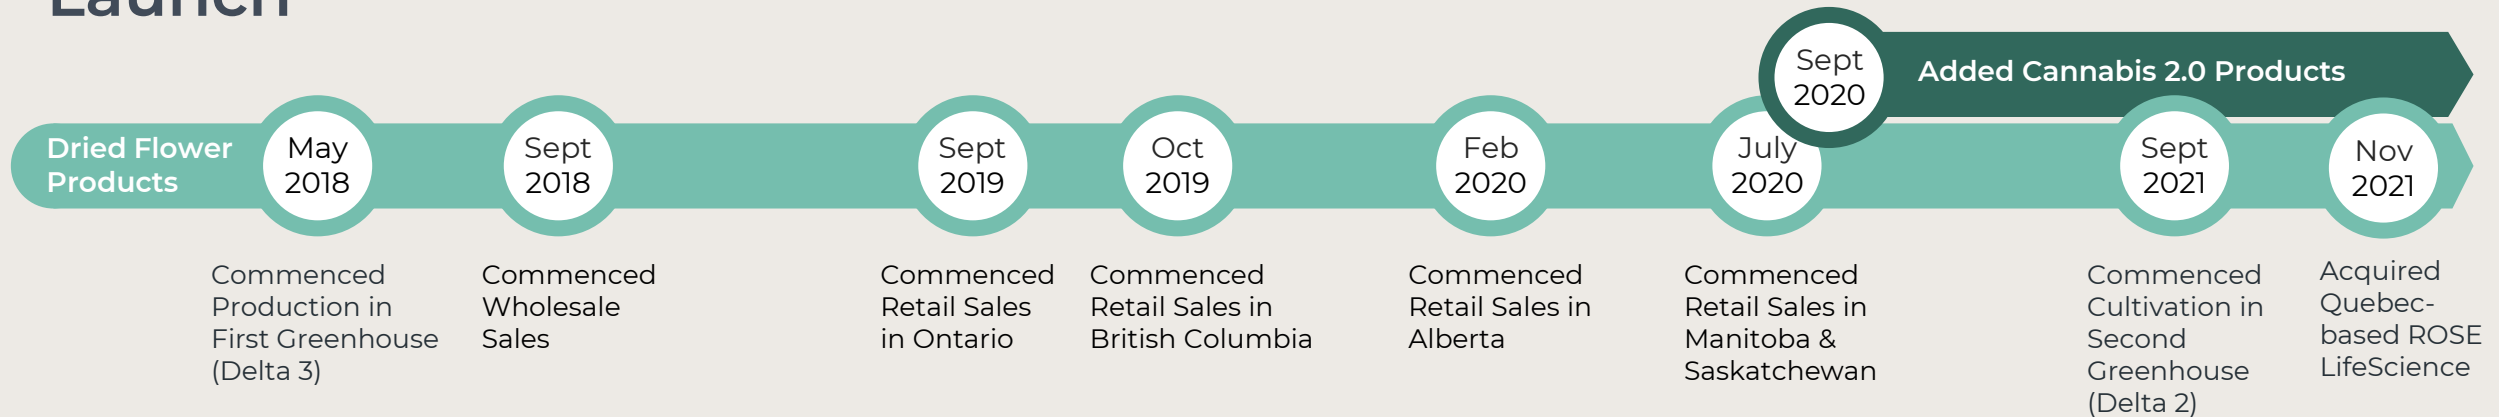 Launch
Sept
2020
Added Cannabis 2.0 Products
Dried Flower
Products
May
2018
Sept
2018
Sept
2019
Oct
2019
Feb
2020
July
2020
Sept
2021
Nov
2021
Commenced
Production in
First Greenhouse
(Delta 3)
Commenced
Wholesale
Sales
Commenced
Retail Sales
in Ontario
Commenced
Retail Sales in
British Columbia
Commenced
Retail Sales in
Alberta
Commenced
Retail Sales in
Manitoba &
Saskatchewan
Commenced
Cultivation in
Second
Greenhouse
(Delta 2)
Acquired
Quebec-
based ROSE
LifeScience